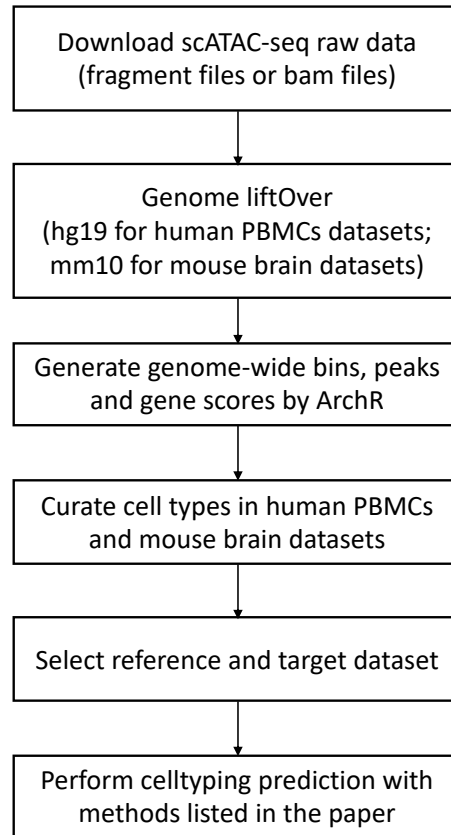 Download scATAC-seq raw data
(fragment files or bam files)
Genome liftOver
(hg19 for human PBMCs datasets;
mm10 for mouse brain datasets)
Generate genome-wide bins, peaks
and gene scores by ArchR
Curate cell types in human PBMCs
and mouse brain datasets
Select reference and target dataset
Perform celltyping prediction with
methods listed in the paper